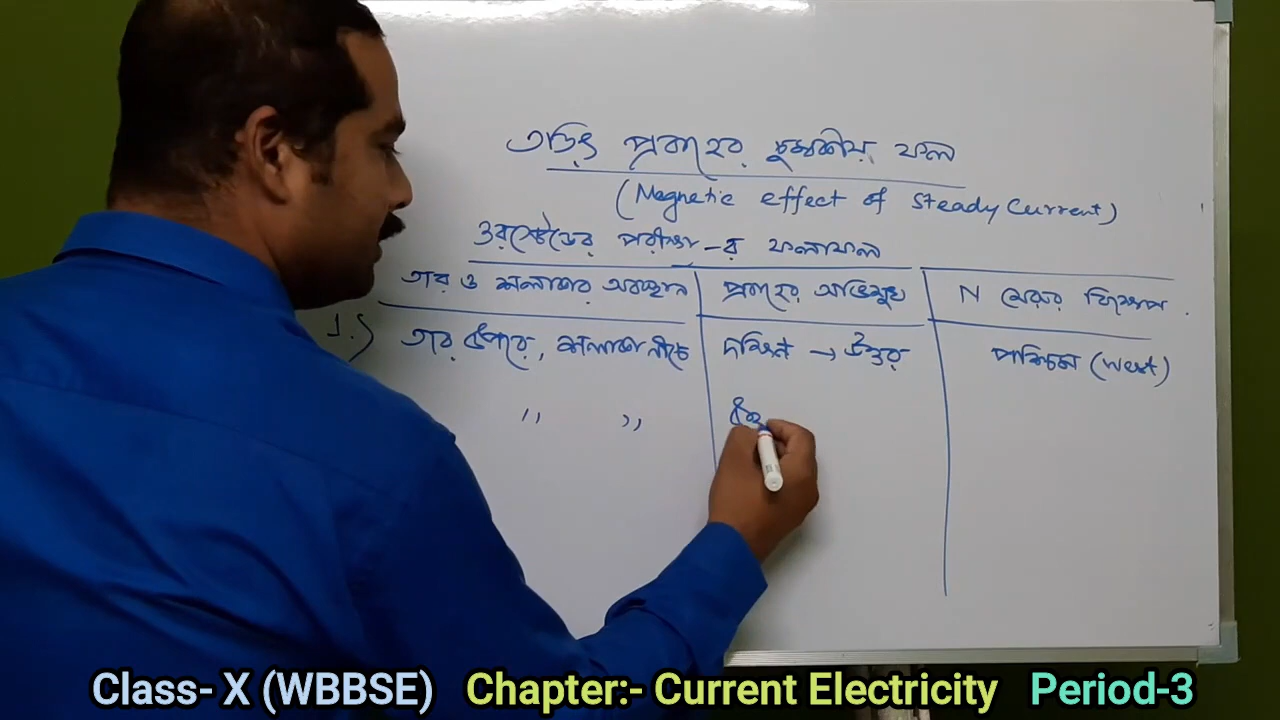 তড়িৎ প্রবাহের চুম্বকীয় ফল
(Magnetic effect of Steady Current)
ওরস্টেডের পরীক্ষা-র ফলাফল
তার ও শলাকার অবস্থান প্রবাহের অভিমুখ N মেরুর বিক্ষেপ
1.) তার উপরে, শলাকা নীচে দক্ষিণ → উত্তর পশ্চিম (West)
" "
Class- X (WBBSE) Chapter:- Current Electricity Period-3